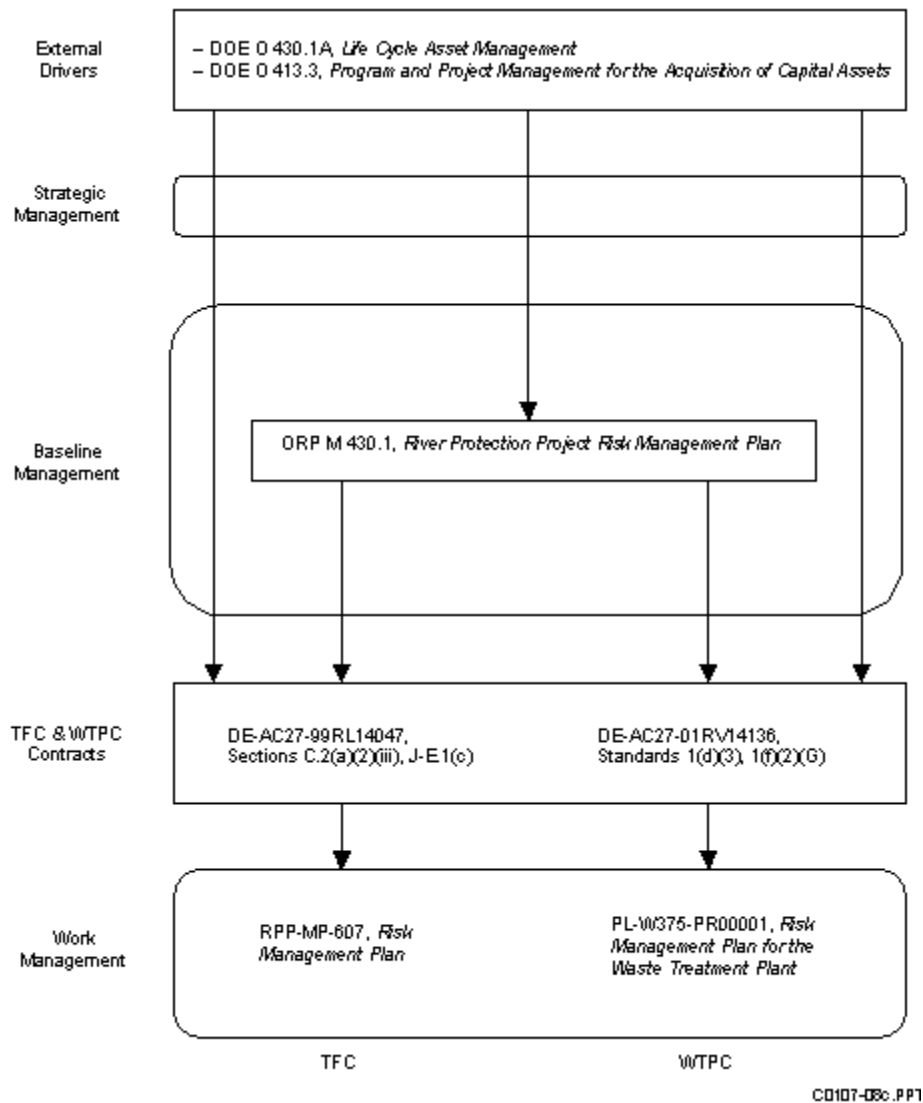 External
Drivers
– DOE O 430.1A, Life Cycle Asset Management
– DOE O 413.3, Program and Project Management for the Acquisition of Capital Assets
Strategic
Management
Baseline
Management
ORP M 430.1, River Protection Project Risk Management Plan
TFC & WTPC
Contracts
DE-AC27-99RL14047,
Sections C.2(a)(2)(iii), J-E.1(c)
DE-AC27-01RV14136,
Standards 1(d)(3), 1(f)(2)(G)
Work
Management
RPP-MP-607, Risk
Management Plan
PL-W375-PR00001, Risk
Management Plan for the
Waste Treatment Plant
TFC
WTPC
C0107-08c.PPT